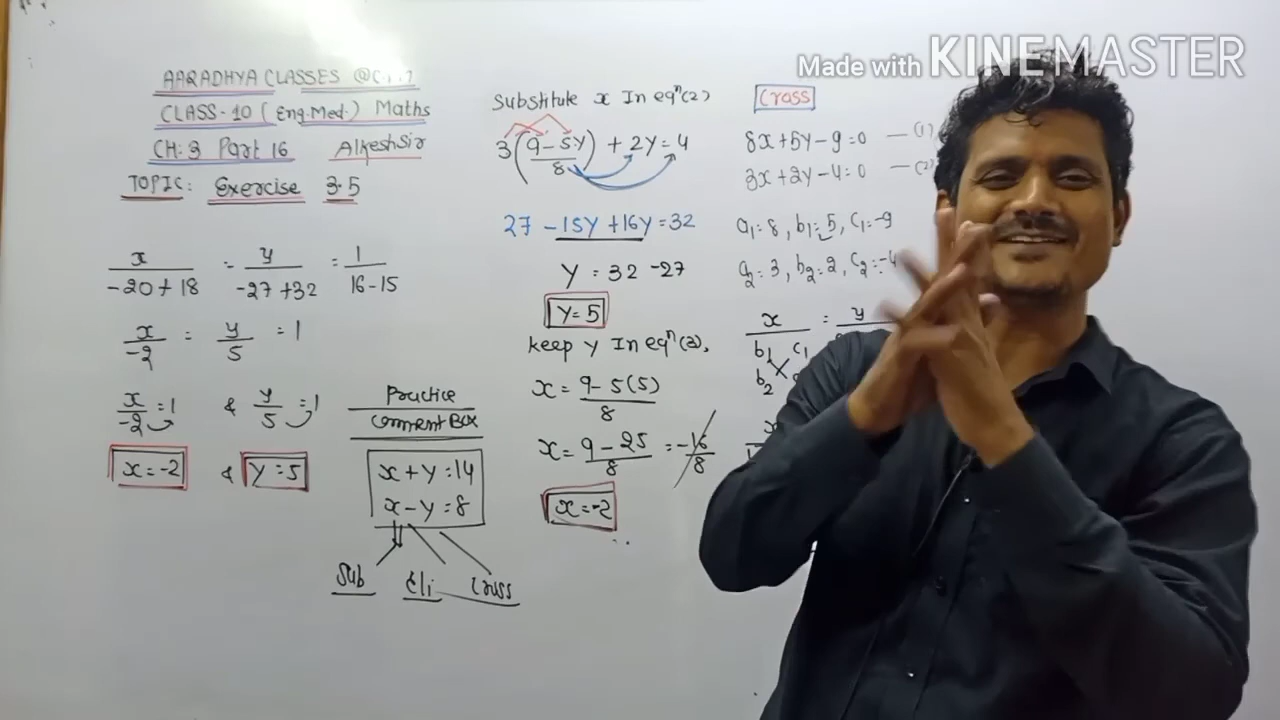 Made with KINEMASTER
AARADHYA CLASSES
CLASS-10 (Eng.Med.) Maths
CH:3 Part 16 AlkeshSir
TOPIC: Exercise 3.5
x/(-20+18) = y/(-27+32) = 1/(16-15)
x/-2 = y/5 = 1
x/-2 = 1 & y/5 = 1
x=-2 & y=5
Practice
Comment Box
x+y=14
x-y=8
Sub Eli Cross
Substitute x In eqⁿ(2)
3((9-5y)/8) + 2y = 4
27 -15y +16y = 32
y = 32 -27
y = 5
keep y In eqⁿ(3),
x = (9-5(5))/8
x = (9-25)/8 = -16/8
x=-2
Cross
8x+5y-9=0 —(1)
3x+2y-4=0 —(2)
a₁=8, b₁=5, c₁=-9
a₂=3, b₂=2, c₂=-4
x = y
b₁ c₁
b₂
x